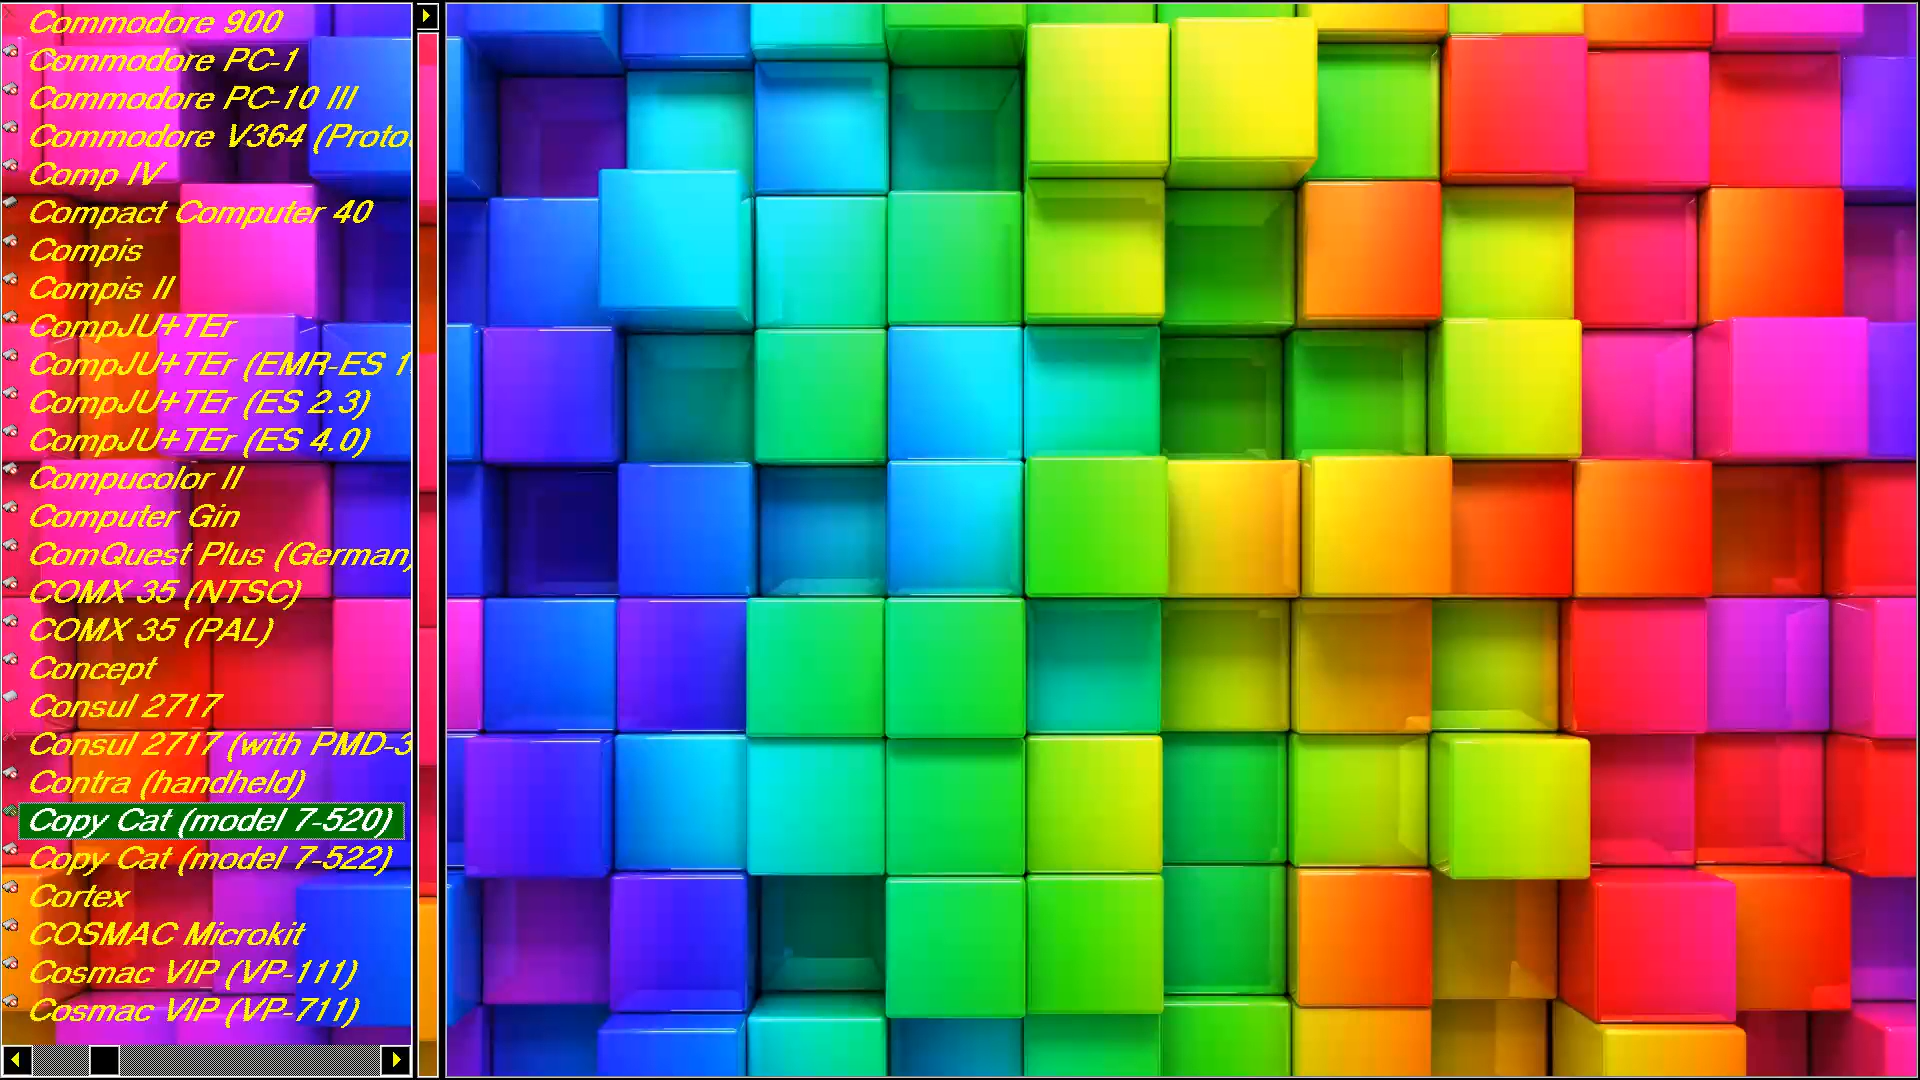 Commodore 900
Commodore PC-1
Commodore PC-10 III
Commodore V364 (Proto
Comp IV
Compact Computer 40
Compis
Compis II
CompJU+TEr
CompJU+TEr (EMR-ES 1
CompJU+TEr (ES 2.3)
CompJU+TEr (ES 4.0)
Compucolor II
Computer Gin
ComQuest Plus (German)
COMX 35 (NTSC)
COMX 35 (PAL)
Concept
Consul 2717
Consul 2717 (with PMD-3
Contra (handheld)
Copy Cat (model 7-520)
Copy Cat (model 7-522)
Cortex
COSMAC Microkit
Cosmac VIP (VP-111)
Cosmac VIP (VP-711)